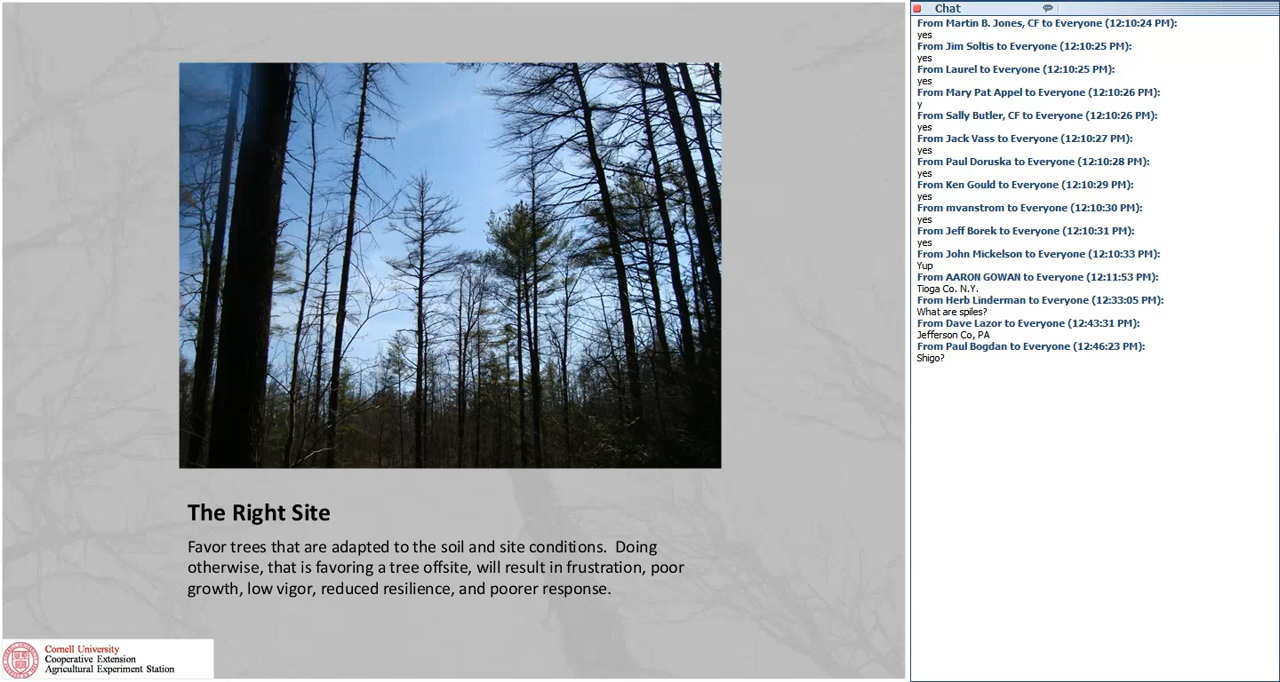 The Right Site
Favor trees that are adapted to the soil and site conditions.  Doing
otherwise, that is favoring a tree offsite, will result in frustration, poor
growth, low vigor, reduced resilience, and poorer response.
Cornell University
Cooperative Extension
Agricultural Experiment Station
Chat
From Martin B. Jones, CF to Everyone (12:10:24 PM):
yes
From Jim Soltis to Everyone (12:10:25 PM):
yes
From Laurel to Everyone (12:10:25 PM):
yes
From Mary Pat Appel to Everyone (12:10:26 PM):
y
From Sally Butler, CF to Everyone (12:10:26 PM):
yes
From Jack Vass to Everyone (12:10:27 PM):
yes
From Paul Doruska to Everyone (12:10:28 PM):
yes
From Ken Gould to Everyone (12:10:29 PM):
yes
From mvanstrom to Everyone (12:10:30 PM):
yes
From Jeff Borek to Everyone (12:10:31 PM):
yes
From John Mickelson to Everyone (12:10:33 PM):
Yup
From AARON GOWAN to Everyone (12:11:53 PM):
Tioga Co. N.Y.
From Herb Linderman to Everyone (12:33:05 PM):
What are spiles?
From Dave Lazor to Everyone (12:43:31 PM):
Jefferson Co, PA
From Paul Bogdan to Everyone (12:46:23 PM):
Shigo?